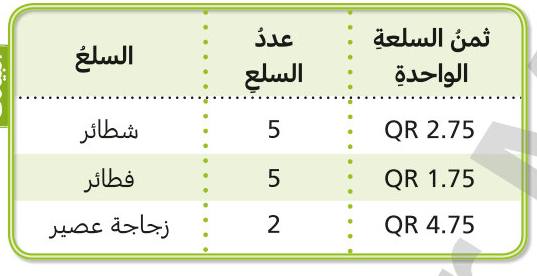 السلعُ	عددُ السلعِ	ثمنُ السلعةِ الواحدةِ
شطائر	5	QR 2.75
فطائر	5	QR 1.75
زجاجة عصير	2	QR 4.75